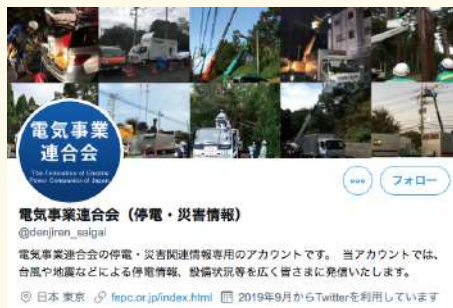 電気事業
連合会
The Federation of Electric
Power Companies of Japan
フォロー
電気事業連合会（停電・災害情報）
@denjiren_saigai
電気事業連合会の停電・災害関連情報専用のアカウントです。 当アカウントでは、
台風や地震などによる停電情報、設備状況等を広く皆さまに発信いたします。
日本 東京 fepc.or.jp/index.html 2019年9月からTwitterを利用しています